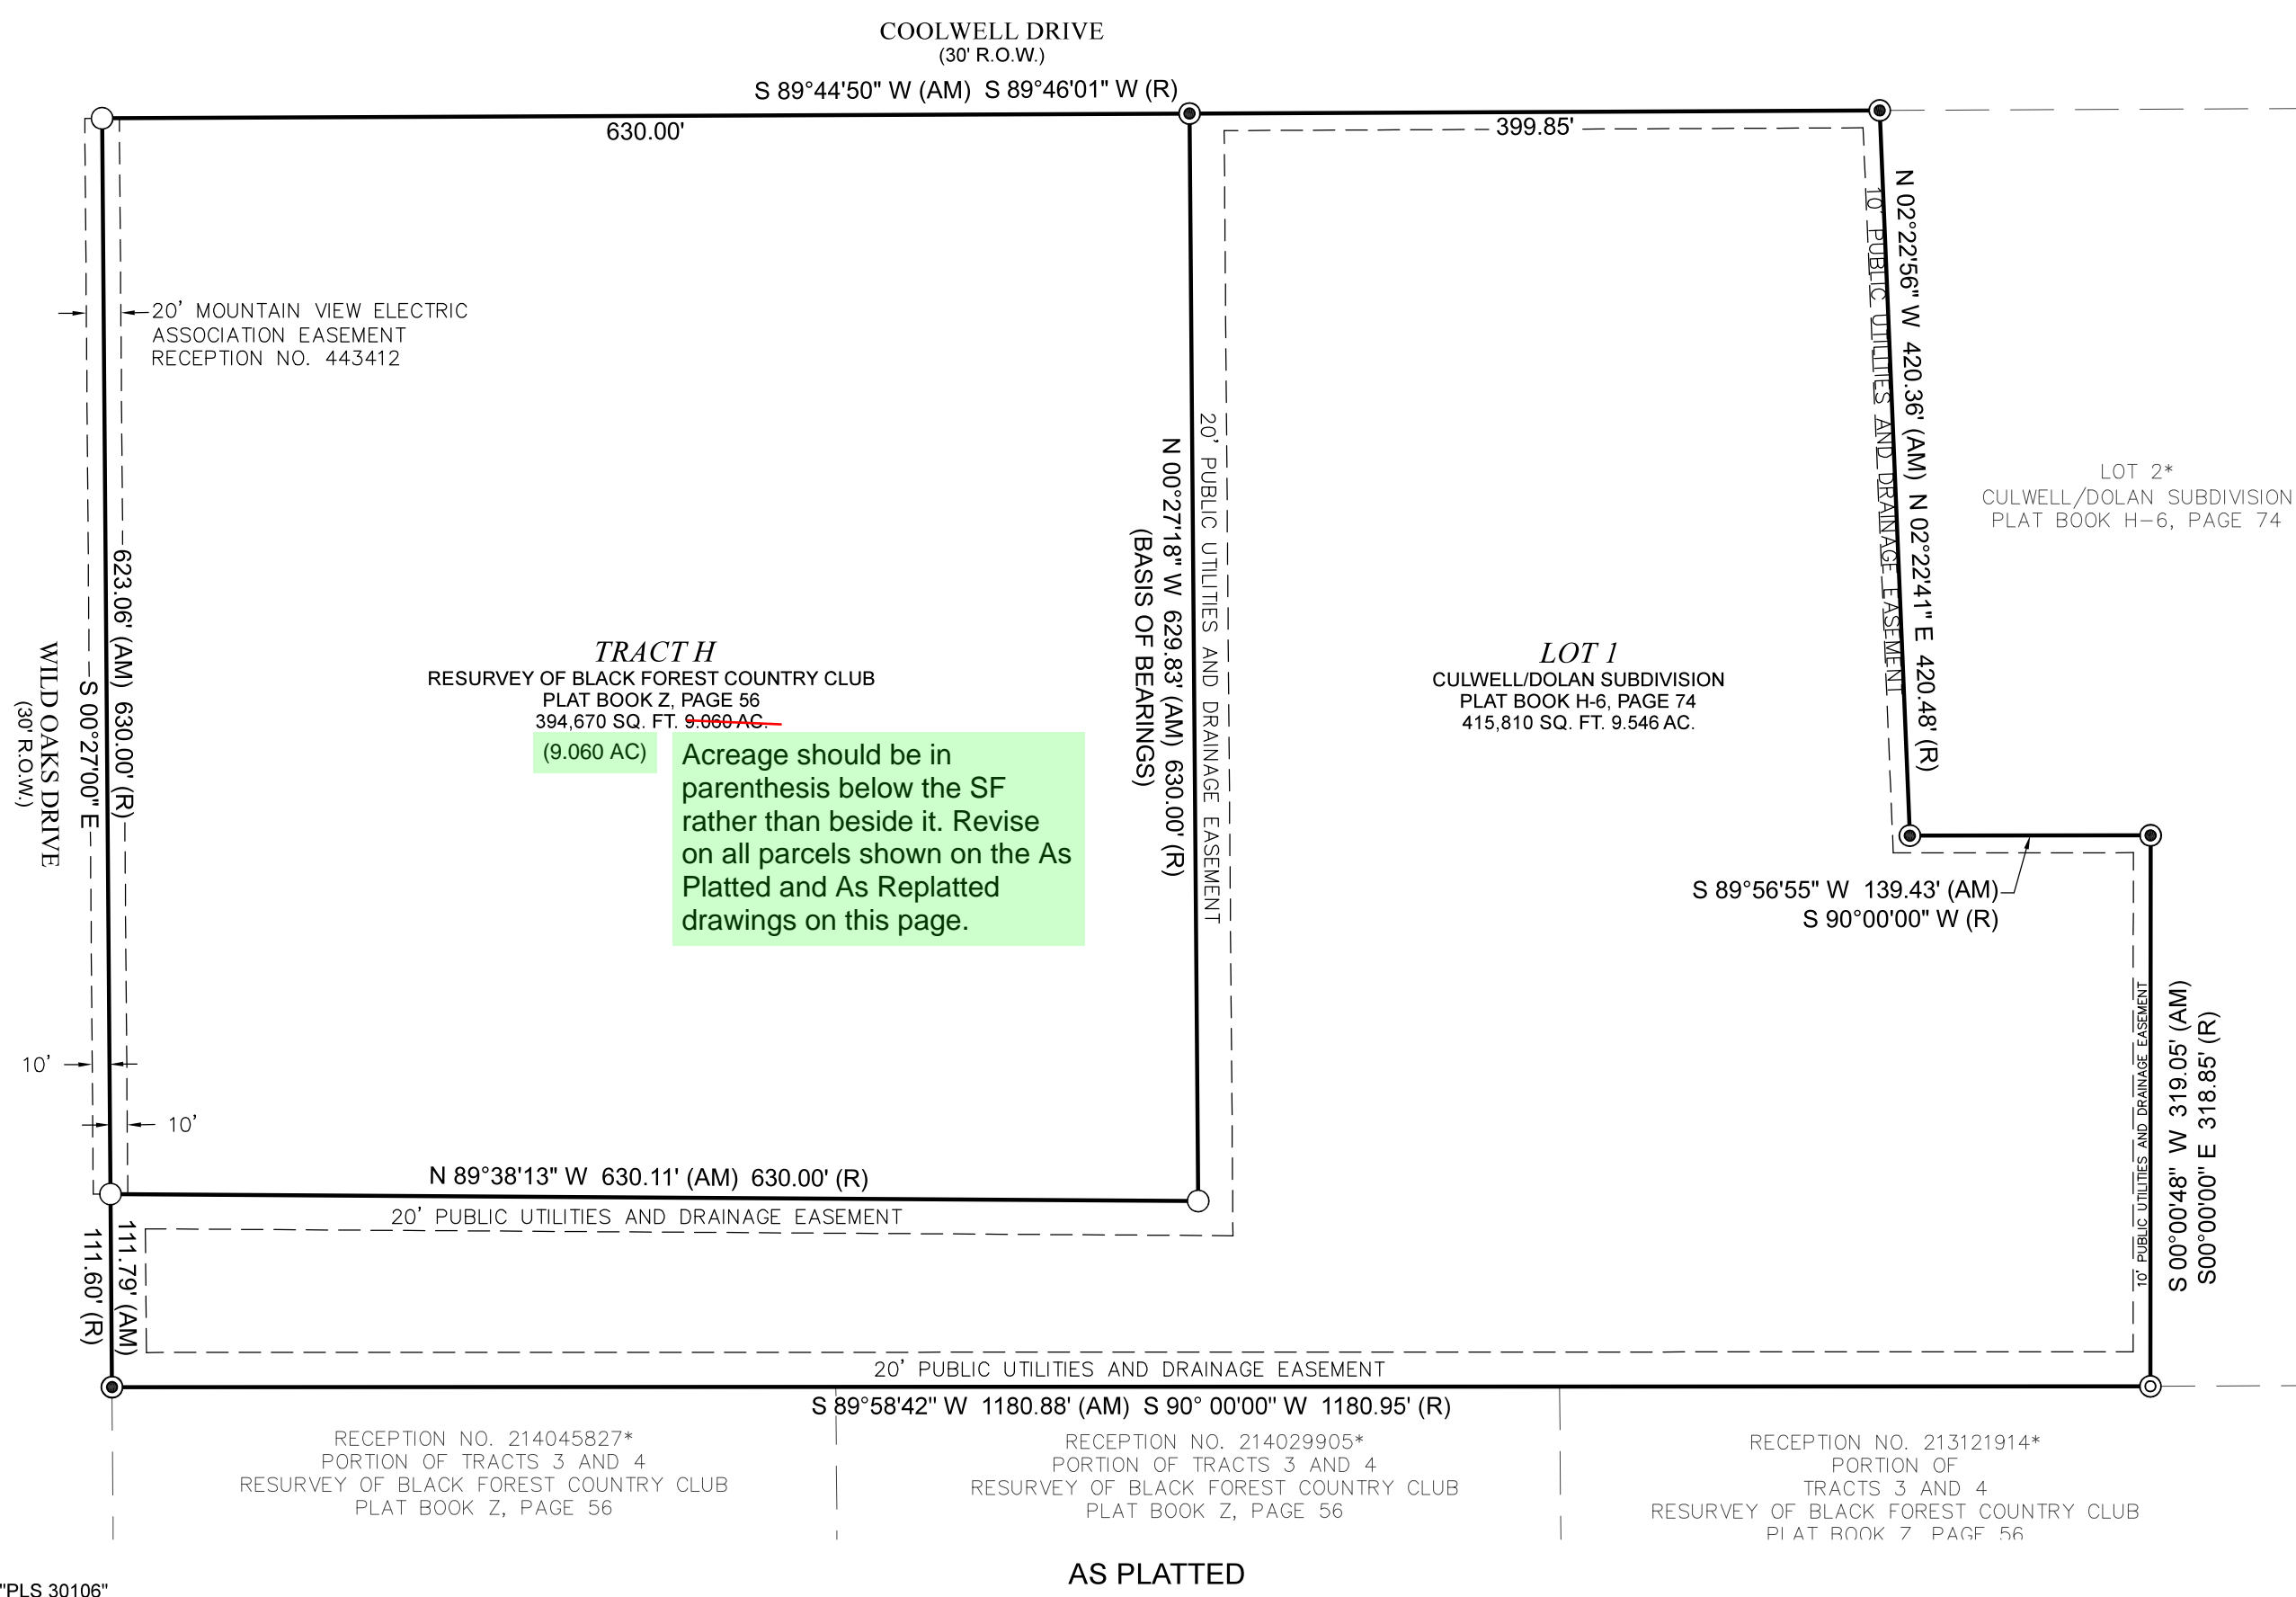 COOLWELL DRIVE
(30' R.O.W.)
S 89°44'50" W (AM)  S 89°46'01" W (R)
630.00'
399.85'
20' MOUNTAIN VIEW ELECTRIC
ASSOCIATION EASEMENT
RECEPTION NO. 443412
WILD OAKS DRIVE
(30' R.O.W.)
S 00°27'00" E
623.06' (AM)  630.00' (R)
TRACT H
RESURVEY OF BLACK FOREST COUNTRY CLUB
PLAT BOOK Z, PAGE 56
394,670 SQ. FT. 9.060 AC.
(9.060 AC)
Acreage should be in
parenthesis below the SF
rather than beside it. Revise
on all parcels shown on the As
Platted and As Replatted
drawings on this page.
N 00°27'18" W  629.83' (AM)  630.00' (R)
(BASIS OF BEARINGS)
20' PUBLIC UTILITIES AND DRAINAGE EASEMENT
LOT 1
CULWELL/DOLAN SUBDIVISION
PLAT BOOK H-6, PAGE 74
415,810 SQ. FT. 9.546 AC.
10' PUBLIC UTILITIES AND DRAINAGE EASEMENT
N 02°22'56" W  420.36' (AM)  N 02°22'41" E  420.48' (R)
LOT 2*
CULWELL/DOLAN SUBDIVISION
PLAT BOOK H-6, PAGE 74
S 89°56'55" W  139.43' (AM)
S 90°00'00" W (R)
10' PUBLIC UTILITIES AND DRAINAGE EASEMENT
S 00°00'48"  W  319.05' (AM)
S00°00'00" E  318.85' (R)
10'
10'
N 89°38'13" W  630.11' (AM)  630.00' (R)
20' PUBLIC UTILITIES AND DRAINAGE EASEMENT
111.79' (AM)
111.60' (R)
20' PUBLIC UTILITIES AND DRAINAGE EASEMENT
S 89°58'42" W  1180.88' (AM)  S 90° 00'00" W  1180.95' (R)
RECEPTION NO. 214045827*
PORTION OF TRACTS 3 AND 4
RESURVEY OF BLACK FOREST COUNTRY CLUB
PLAT BOOK Z, PAGE 56
RECEPTION NO. 214029905*
PORTION OF TRACTS 3 AND 4
RESURVEY OF BLACK FOREST COUNTRY CLUB
PLAT BOOK Z, PAGE 56
RECEPTION NO. 213121914*
PORTION OF
TRACTS 3 AND 4
RESURVEY OF BLACK FOREST COUNTRY CLUB
PLAT BOOK Z, PAGE 56
AS PLATTED
"PLS 30106"